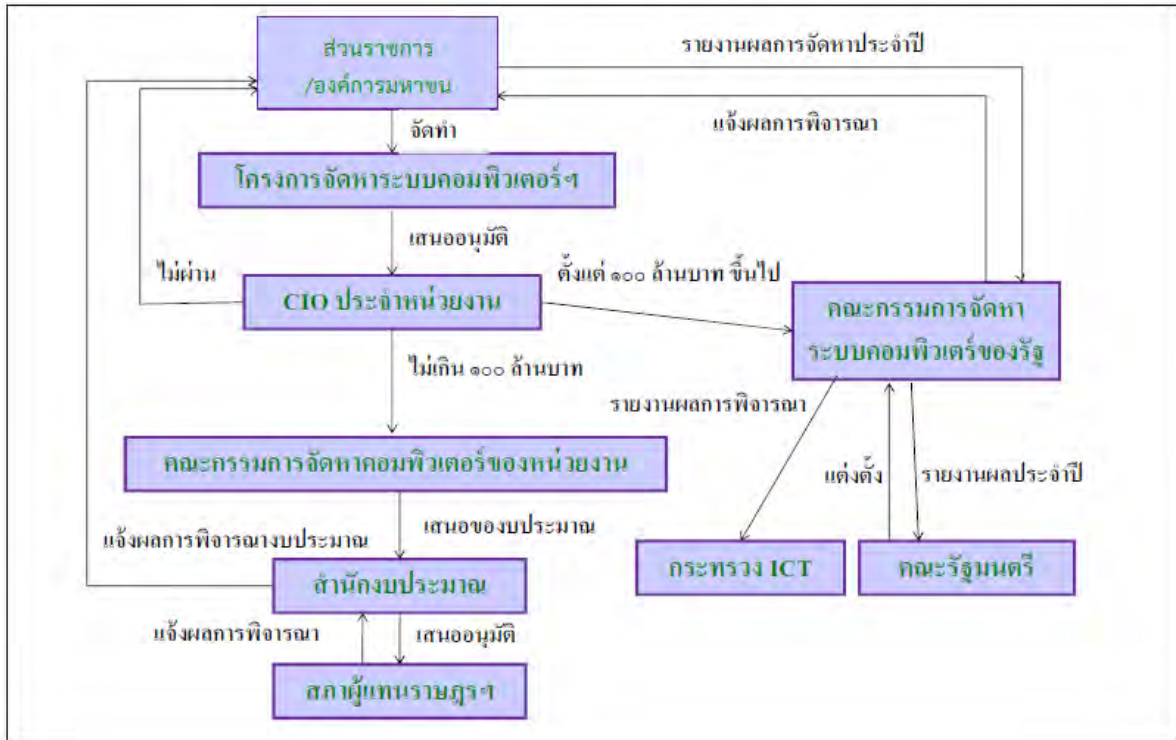 ส่วนราชการ
/องค์การมหาชน
รายงานผลการจัดหาประจำปี
แจ้งผลการพิจารณา
จัดทำ
โครงการจัดหาระบบคอมพิวเตอร์ฯ
เสนออนุมัติ
ไม่ผ่าน
ตั้งแต่ ๑๐๐ ล้านบาท ขึ้นไป
CIO ประจำหน่วยงาน
คณะกรรมการจัดหา
ระบบคอมพิวเตร์ของรัฐ
ไม่เกิน ๑๐๐ ล้านบาท
รายงานผลการพิจารณา
คณะกรรมการจัดหาคอมพิวเตอร์ของหน่วยงาน
แต่งตั้ง
รายงานผลประจำปี
เสนอของบประมาณ
แจ้งผลการพิจารณางบประมาณ
กระทรวง ICT
คณะรัฐมนตรี
สำนักงบประมาณ
แจ้งผลการพิจารณา
เสนออนุมัติ
สภาผู้แทนราษฎรฯ